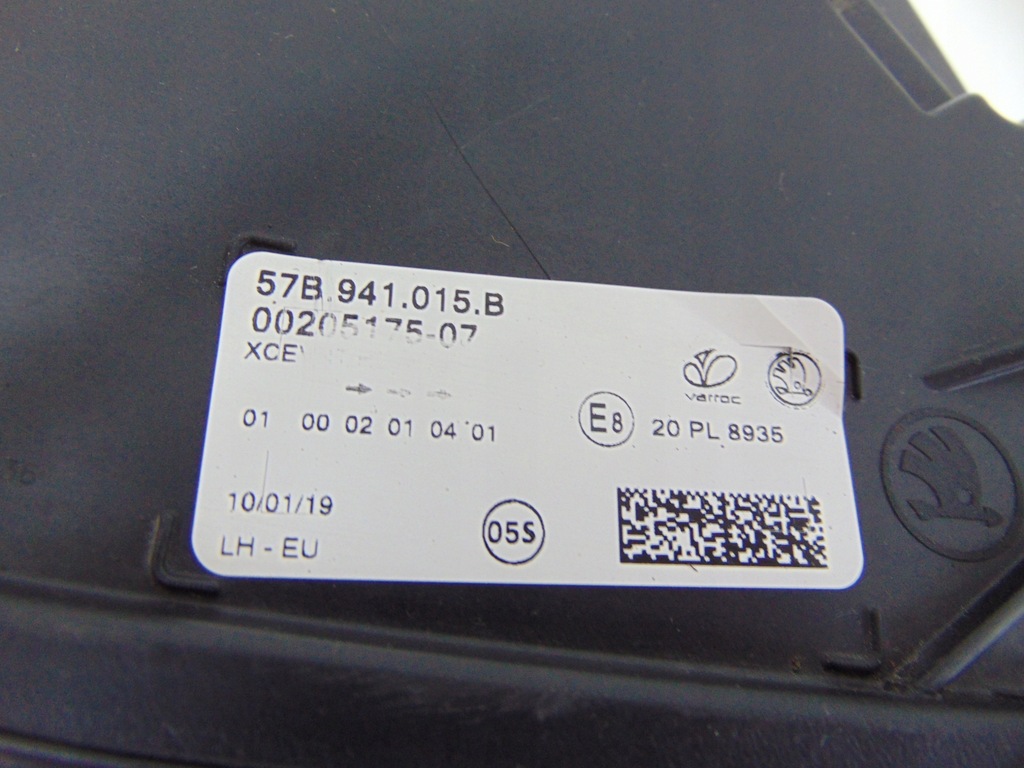 57B.941.015.B
00205175-07
varroc
01 00 02 01 04 01
E8 20 PL 8935
10/01/19
05S
LH - EU